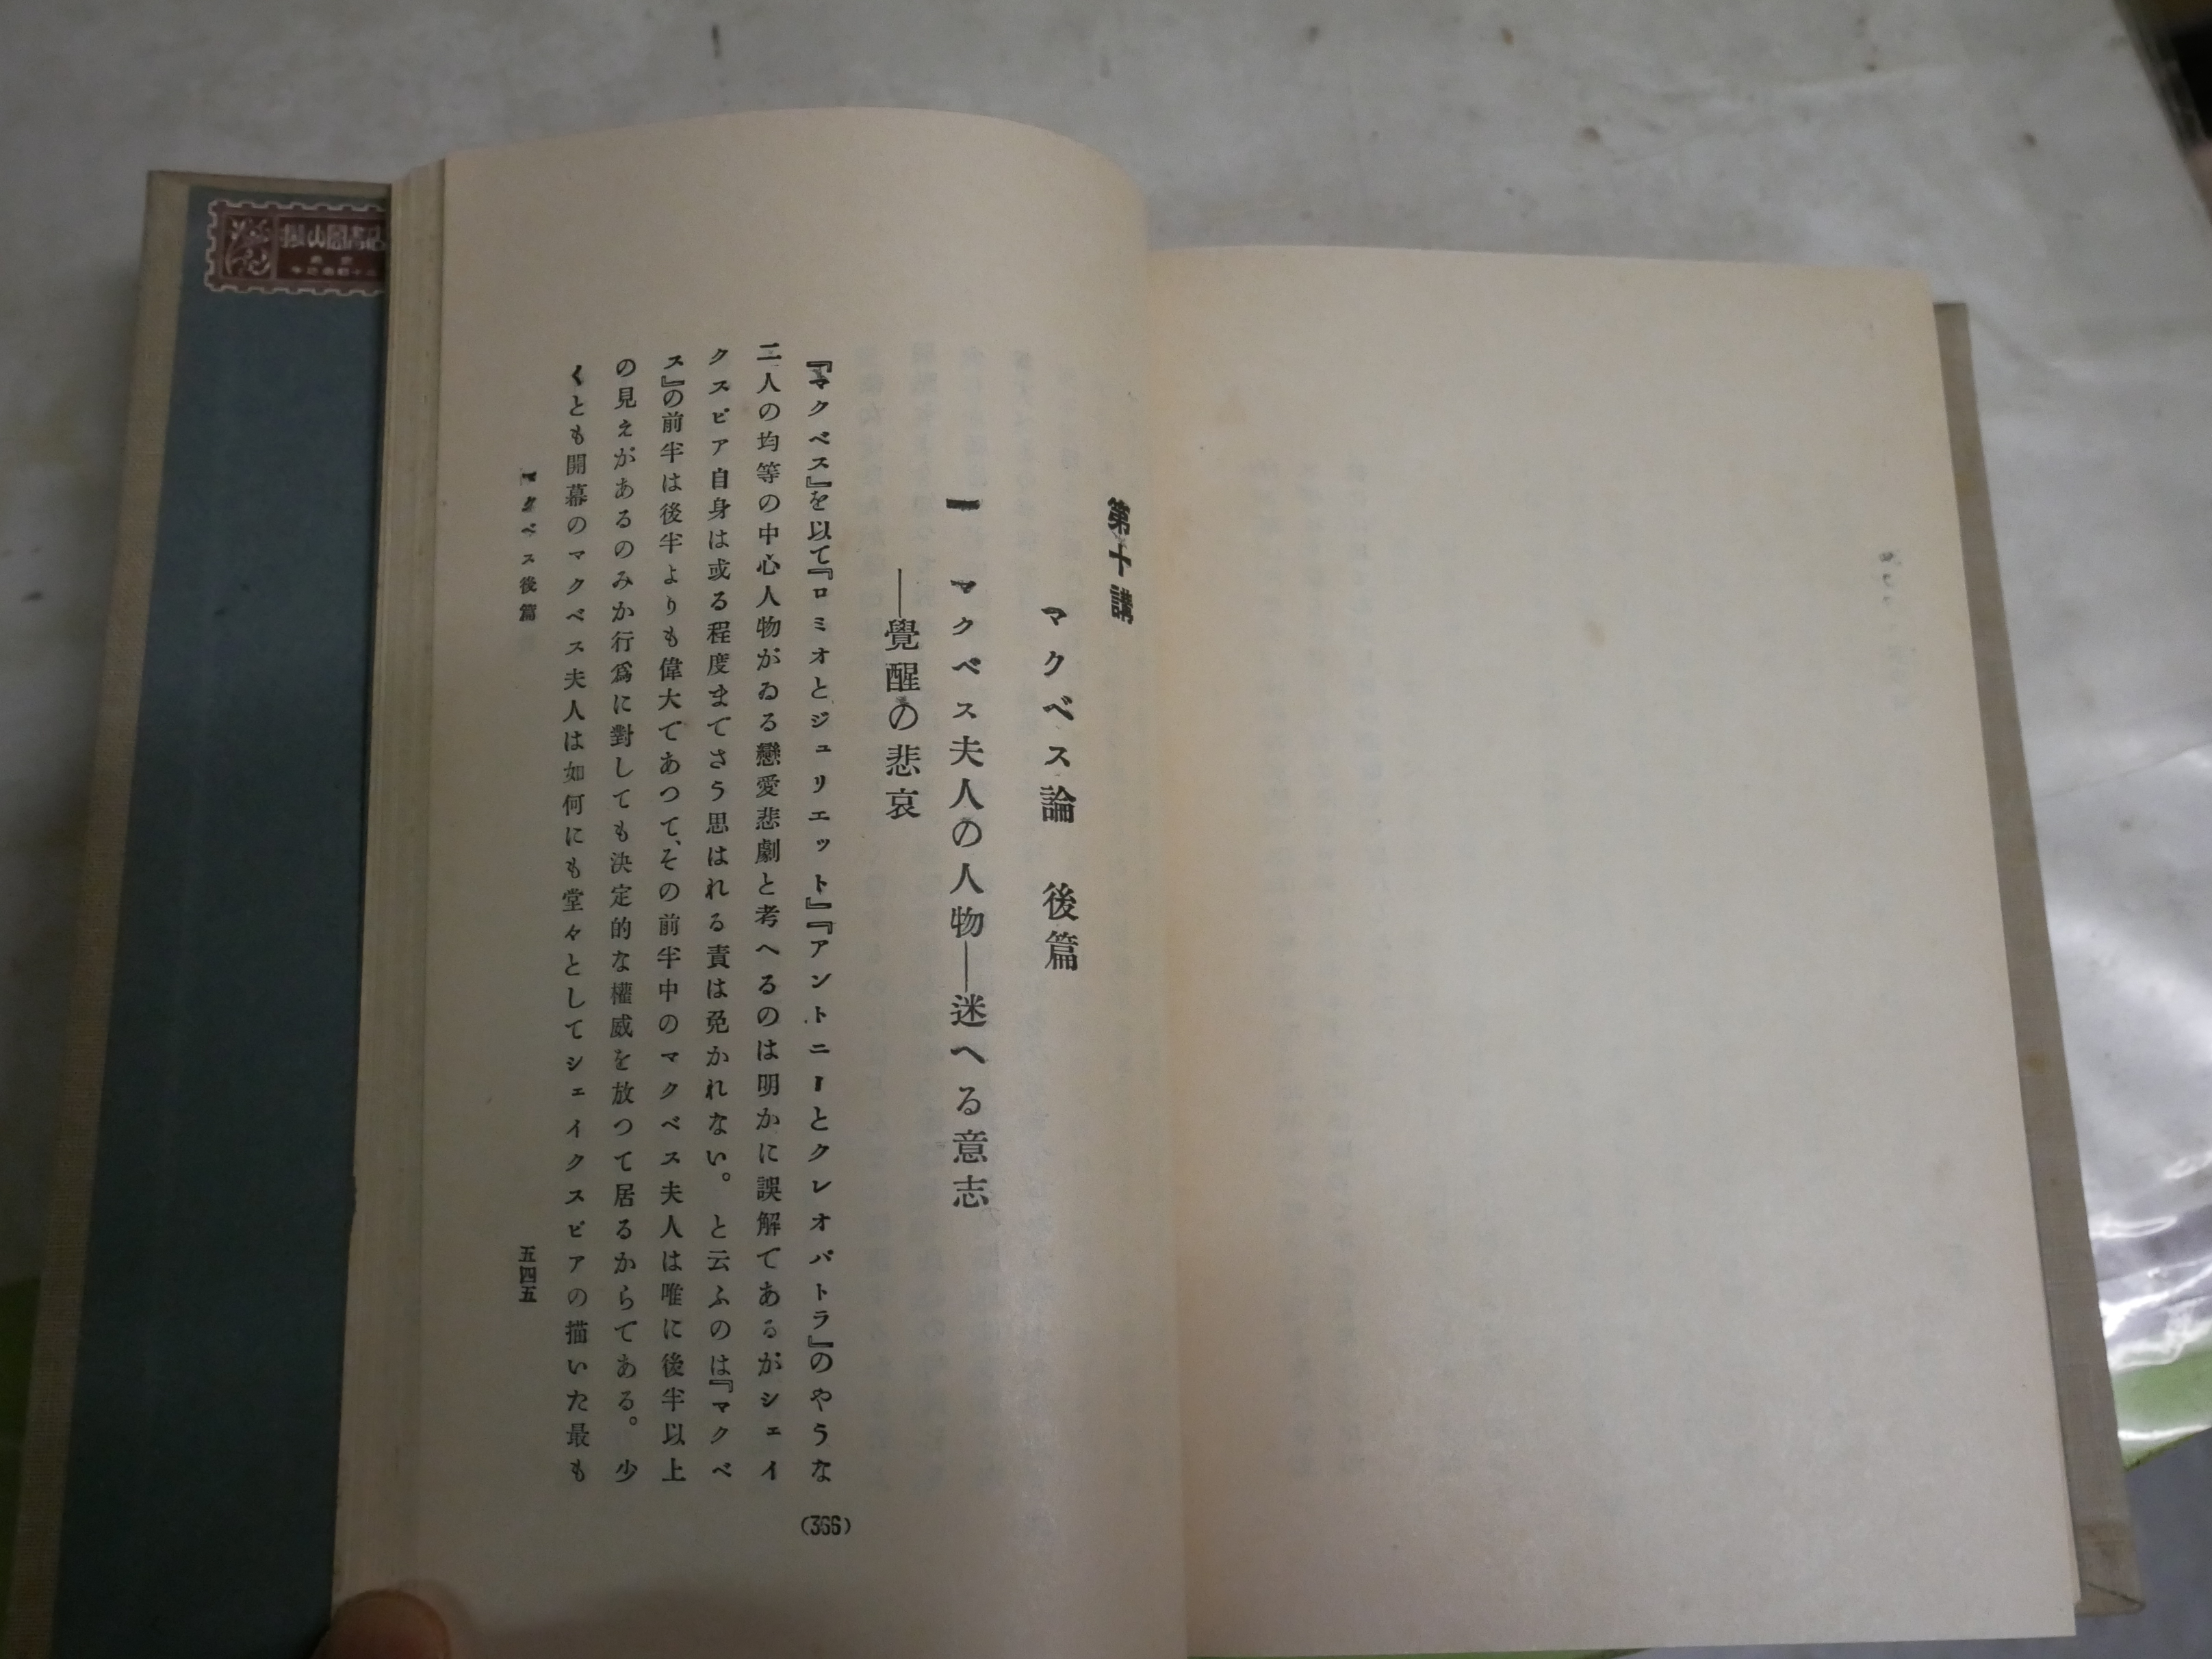 第十講
マクベス論　後篇
一　マクベス夫人の人物――迷へる意志
――覺醒の悲哀
『マクベス』を以て『ロミオとジュリエット』『アントニーとクレオパトラ』のやうな
二人の均等の中心人物がゐる戀愛悲劇と考へるのは明かに誤解てあるがシェイ
クスピア自身は或る程度まてさう思はれる責は免かれない。と云ふのは『マクベ
ス』の前半は後半よりも偉大てあつて、その前半中のマクベス夫人は唯に後半以上
の見えがあるのみか行爲に對しても決定的な權威を放つて居るからてある。少
くとも開幕のマクベス夫人は如何にも堂々としてシェイクスピアの描いた最も
(366)
マクベス後篇
五四五